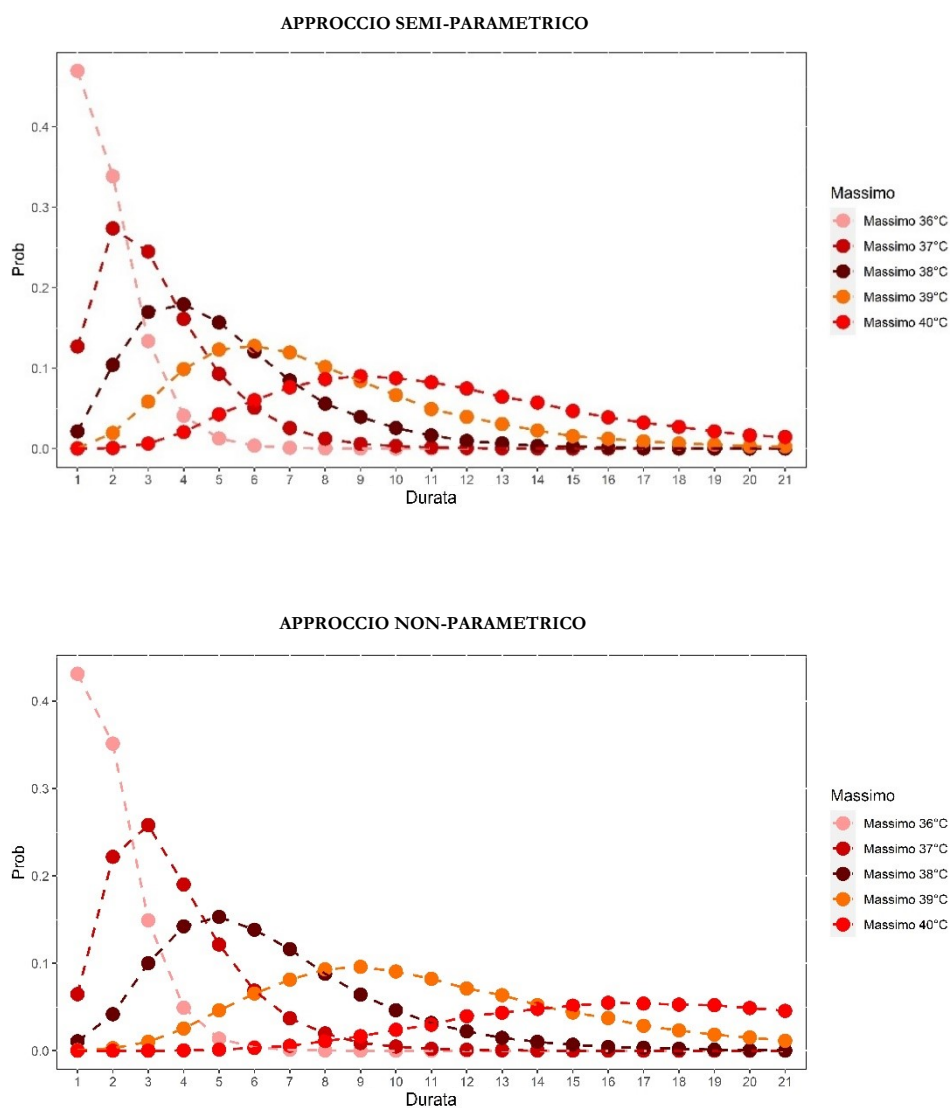 APPROCCIO SEMI-PARAMETRICO
0.4
0.3
0.2
0.1
0.0
Prob
1 2 3 4 5 6 7 8 9 10 11 12 13 14 15 16 17 18 19 20 21
Durata
Massimo
Massimo 36°C
Massimo 37°C
Massimo 38°C
Massimo 39°C
Massimo 40°C
APPROCCIO NON-PARAMETRICO
0.4
0.3
0.2
0.1
0.0
Prob
1 2 3 4 5 6 7 8 9 10 11 12 13 14 15 16 17 18 19 20 21
Durata
Massimo
Massimo 36°C
Massimo 37°C
Massimo 38°C
Massimo 39°C
Massimo 40°C